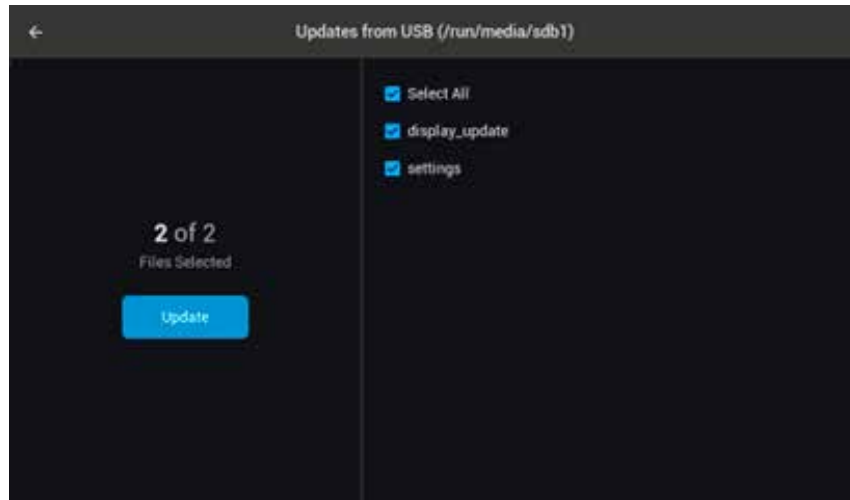 Updates from USB (/run/media/sdb1)
2 of 2
Files Selected
Update
Select All
display_update
settings